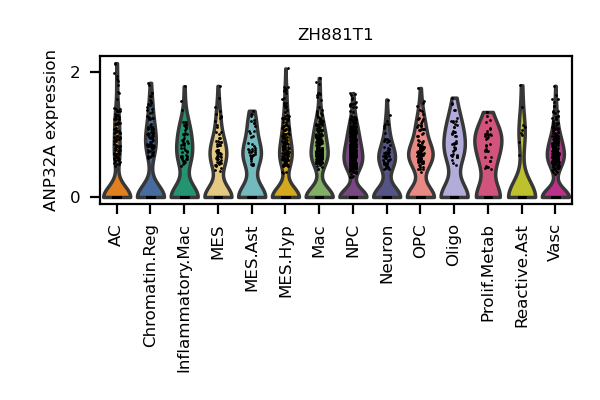 ZH881T1
ANP32A expression
2
0
AC
Chromatin.Reg
Inflammatory.Mac
MES
MES.Ast
MES.Hyp
Mac
NPC
Neuron
OPC
Oligo
Prolif.Metab
Reactive.Ast
Vasc